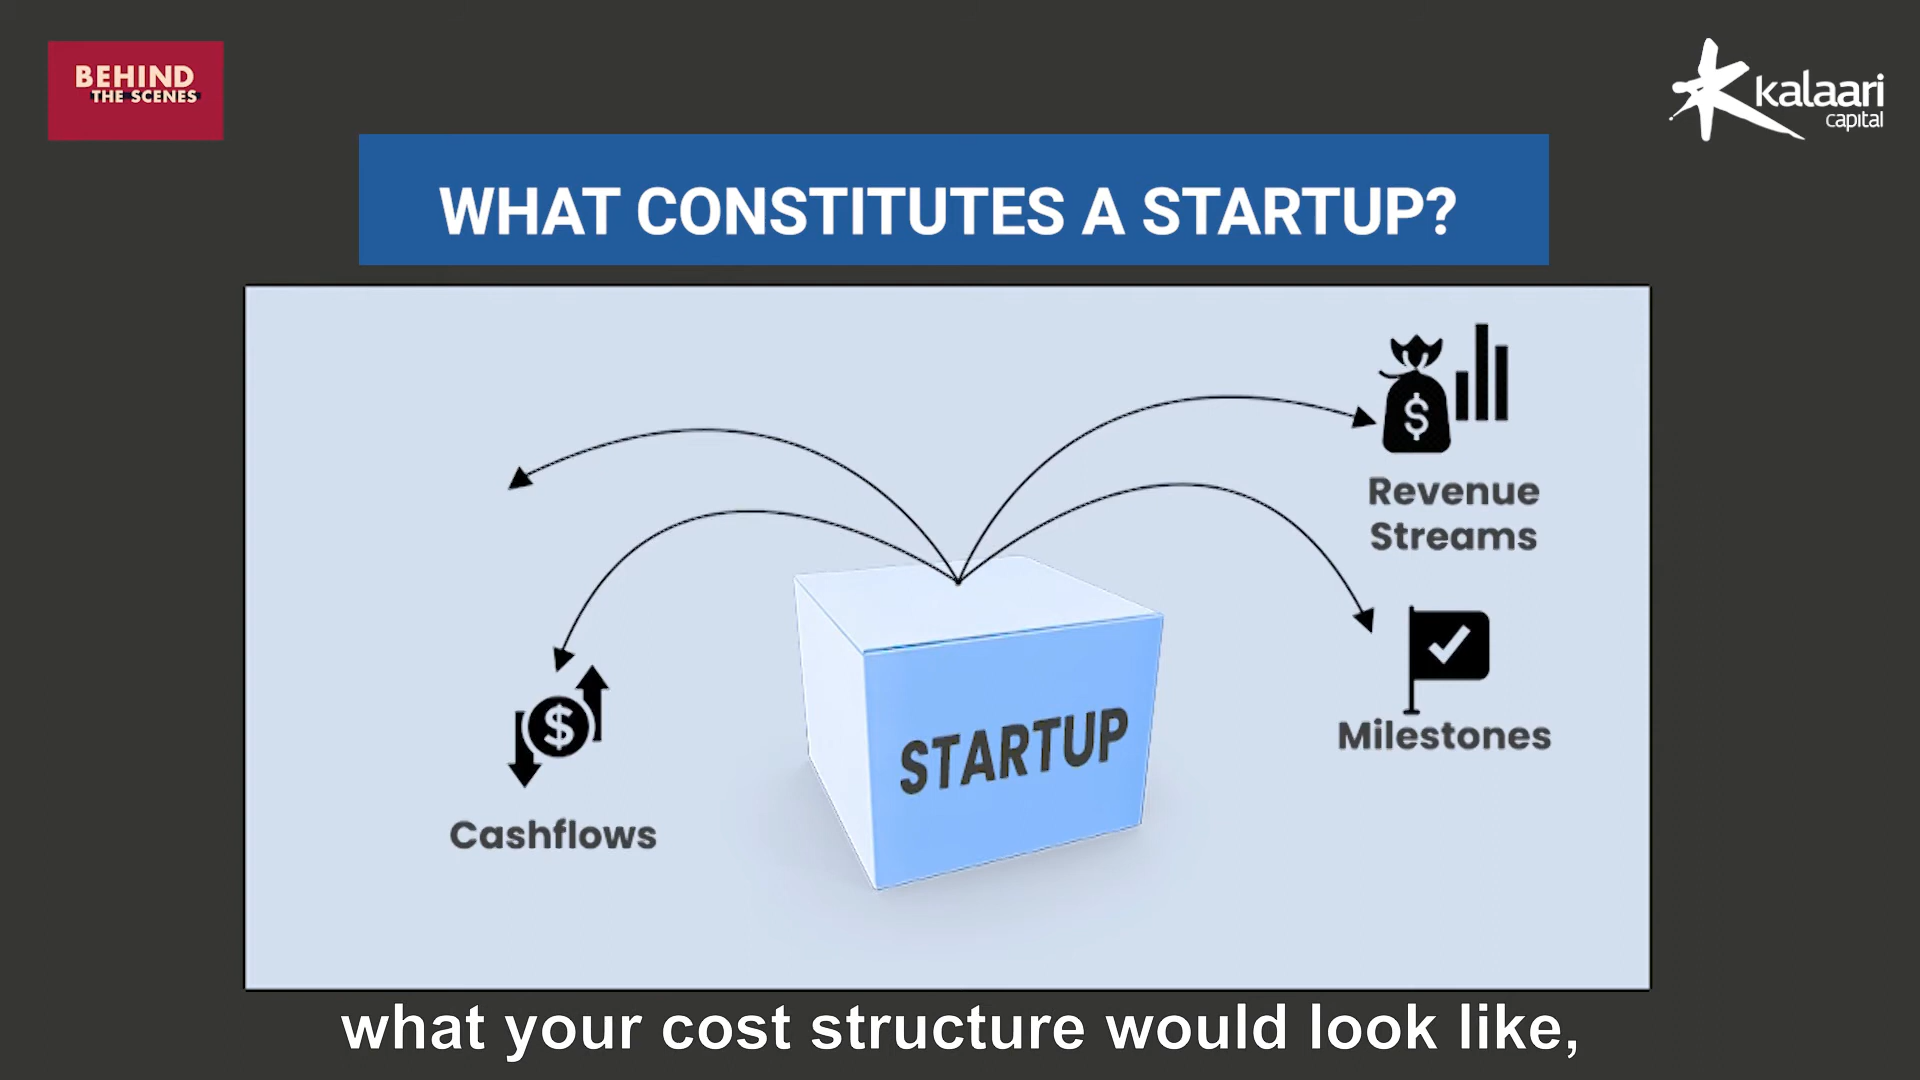 BEHIND
THE SCENES
kalaari
capital
WHAT CONSTITUTES A STARTUP?
$
Revenue
Streams
$
STARTUP
Milestones
Cashflows
what your cost structure would look like,